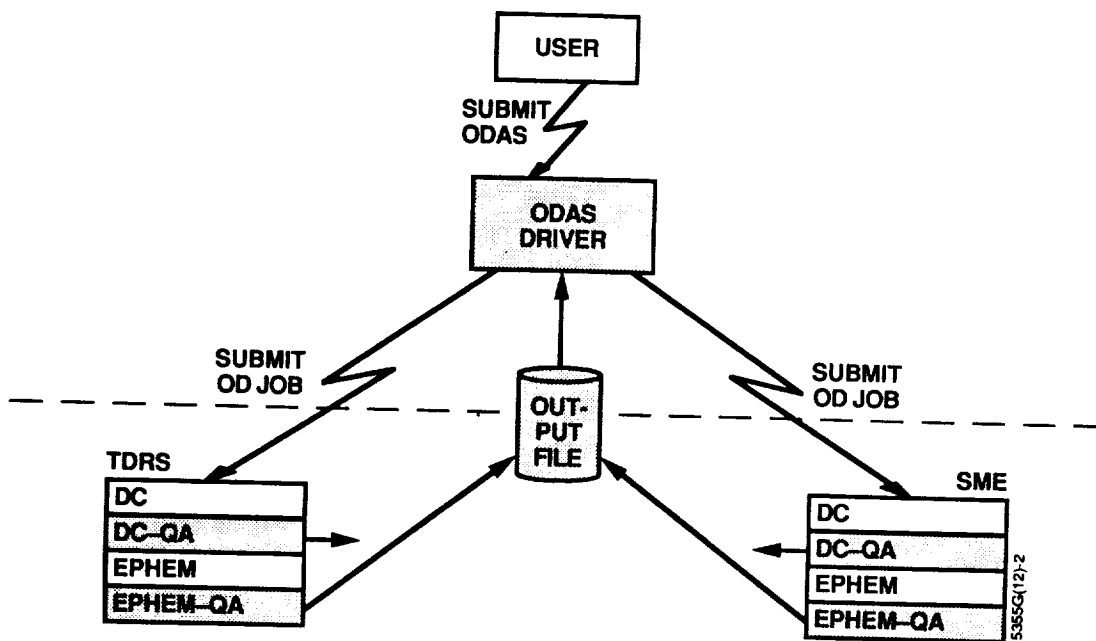 USER
SUBMIT
ODAS
ODAS
DRIVER
SUBMIT
OD JOB
SUBMIT
OD JOB
OUT-
PUT
FILE
TDRS
DC
DC–QA
EPHEM
EPHEM–QA
SME
DC
DC–QA
EPHEM
EPHEM–QA
5355G(12)-2